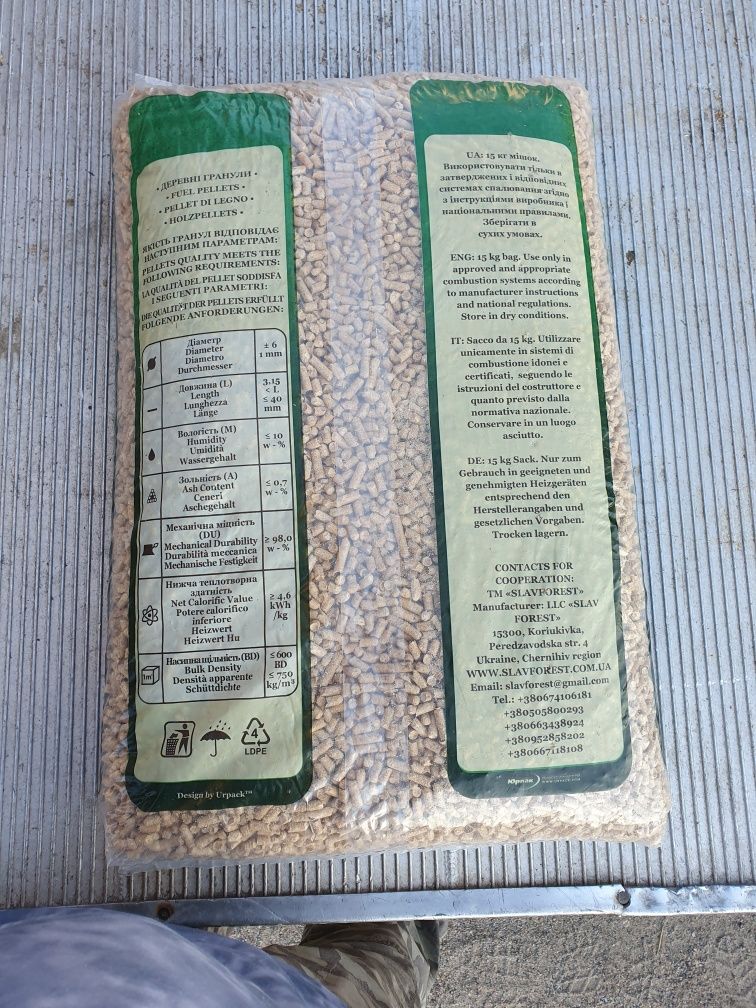 • ДЕРЕВНІ ГРАНУЛИ •
• FUEL PELLETS •
• PELLET DI LEGNO •
• HOLZPELLETS •
ЯКІСТЬ ГРАНУЛ ВІДПОВІДАЄ
НАСТУПНИМ ПАРАМЕТРАМ:
PELLETS QUALITY MEETS THE
FOLLOWING REQUIREMENTS:
LA QUALITÀ DEL PELLET SODDISFA
I SEGUENTI PARAMETRI:
DIE QUALITÄT DER PELLETS ERFÜLLT
FOLGENDE ANFORDERUNGEN:
Діаметр
Diameter
Diametro
Durchmesser
± 6
1 mm
Довжина (L)
Length
Lunghezza
Länge
3,15
< L
≤ 40
mm
Вологість (M)
Humidity
Umidità
Wassergehalt
≤ 10
w - %
Зольність (A)
Ash Content
Ceneri
Aschegehalt
≤ 0,7
w - %
Механічна міцність
(DU)
Mechanical Durability
Durabilità meccanica
Mechanische Festigkeit
≥ 98,0
w - %
Нижча теплотворна
здатність
Net Calorific Value
Potere calorifico
inferiore
Heizwert
Heizwert Hu
≥ 4,6
kWh
/kg
1m³
Насипна щільність (BD)
Bulk Density
Densità apparente
Schüttdichte
≤ 600
BD
≤ 750
kg/m³
4
LDPE
Design by Urpack™
UA: 15 кг мішок.
Використовувати тільки в
затверджених і відповідних
системах спалювання згідно
з інструкціями виробника і
національними правилами.
Зберігати в
сухих умовах.
ENG: 15 kg bag. Use only in
approved and appropriate
combustion systems according
to manufacturer instructions
and national regulations.
Store in dry conditions.
IT: Sacco da 15 kg. Utilizzare
unicamente in sistemi di
combustione idonei e
certificati, seguendo le
istruzioni del costruttore e
quanto previsto dalla
normativa nazionale.
Conservare in un luogo
asciutto.
DE: 15 kg Sack. Nur zum
Gebrauch in geeigneten und
genehmigten Heizgeräten
entsprechend den
Herstellerangaben und
gesetzlichen Vorgaben.
Trocken lagern.
CONTACTS FOR
COOPERATION:
TM «SLAVFOREST»
Manufacturer: LLC «SLAV
FOREST»
15300, Koriukivka,
Peredzavodska str. 4
Ukraine, Chernihiv region
WWW.SLAVFOREST.COM.UA
Email: slavforest@gmail.com
Tel.: +380674106181
+380505800293
+380663438924
+380952858202
+380667118108
Юрпак